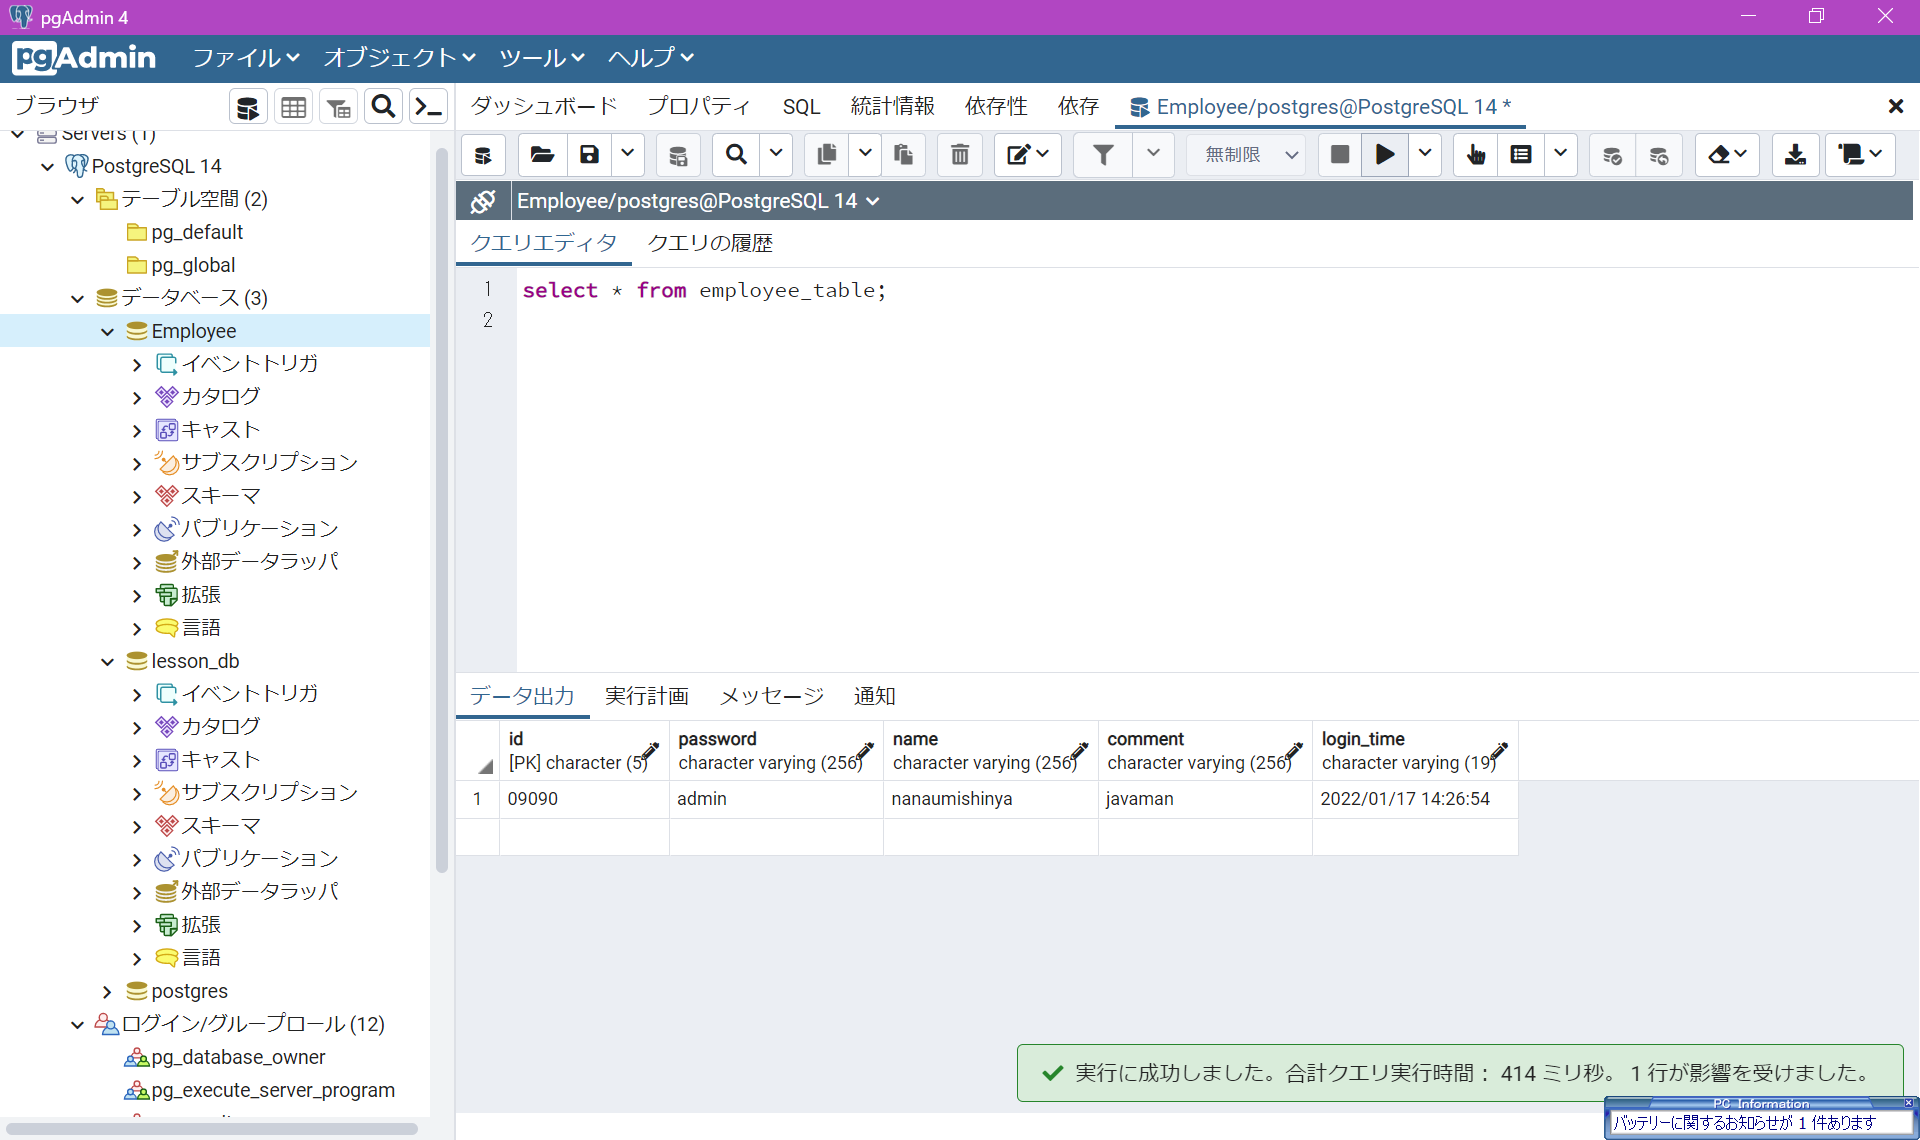 pgAdmin 4
pgAdmin ファイル オブジェクト ツール ヘルプ
ブラウザ
ダッシュボード プロパティ SQL 統計情報 依存性 依存 Employee/postgres@PostgreSQL 14 *
Servers (1)
PostgreSQL 14
テーブル空間 (2)
pg_default
pg_global
データベース (3)
Employee
イベントトリガ
カタログ
キャスト
サブスクリプション
スキーマ
パブリケーション
外部データラッパ
拡張
言語
lesson_db
イベントトリガ
カタログ
キャスト
サブスクリプション
スキーマ
パブリケーション
外部データラッパ
拡張
言語
postgres
ログイン/グループロール (12)
pg_database_owner
pg_execute_server_program
無制限
Employee/postgres@PostgreSQL 14
クエリエディタ クエリの履歴
1 select * from employee_table;
2
データ出力 実行計画 メッセージ 通知
id password name comment login_time
[PK] character (5) character varying (256) character varying (256) character varying (256) character varying (19)
1 09090 admin nanaumishinya javaman 2022/01/17 14:26:54
実行に成功しました。合計クエリ実行時間： 414 ミリ秒。 1 行が影響を受けました。
PC Information
バッテリーに関するお知らせが 1 件あります